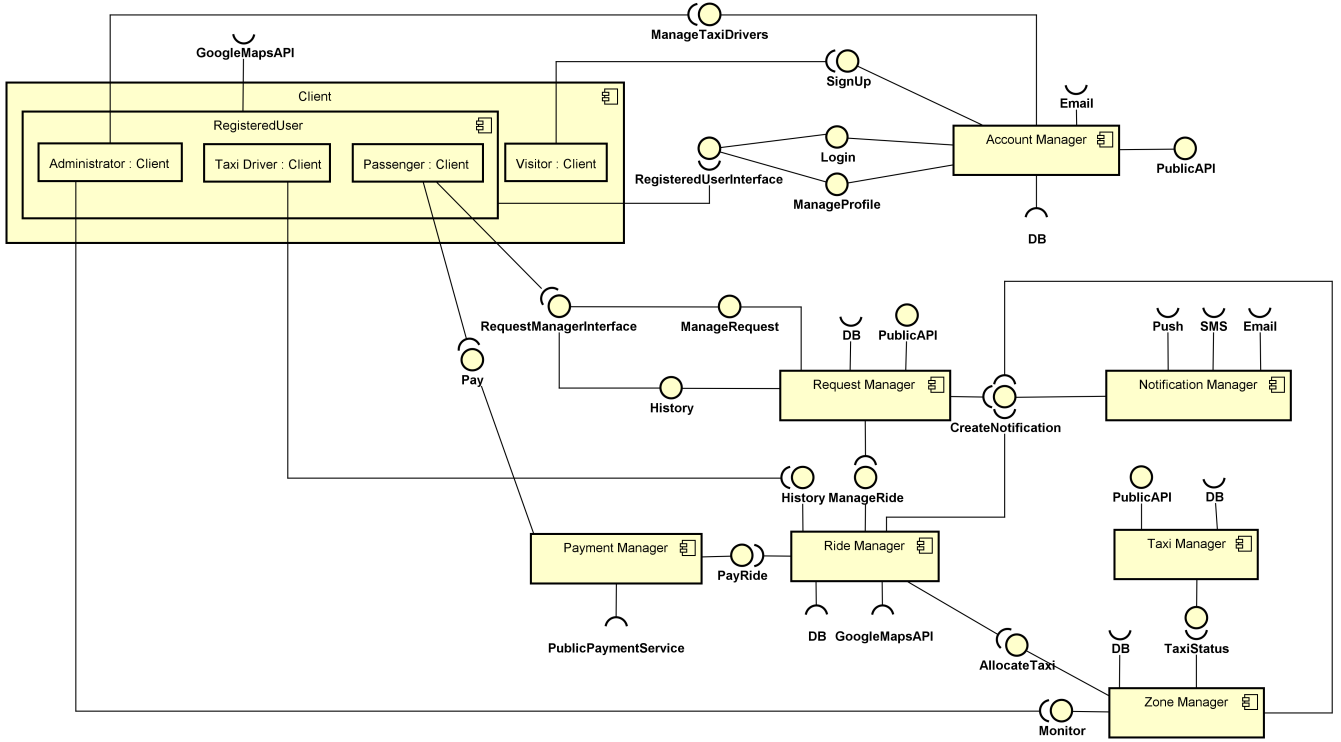 ManageTaxiDrivers
GoogleMapsAPI
SignUp
Client
Email
RegisteredUser
Account Manager
Administrator : Client
Taxi Driver : Client
Passenger : Client
Visitor : Client
Login
PublicAPI
RegisteredUserInterface
ManageProfile
DB
RequestManagerInterface
ManageRequest
DB
PublicAPI
Push
SMS
Email
Pay
Request Manager
Notification Manager
History
CreateNotification
History
ManageRide
PublicAPI
DB
Payment Manager
Ride Manager
Taxi Manager
PayRide
PublicPaymentService
DB
GoogleMapsAPI
DB
TaxiStatus
AllocateTaxi
Zone Manager
Monitor